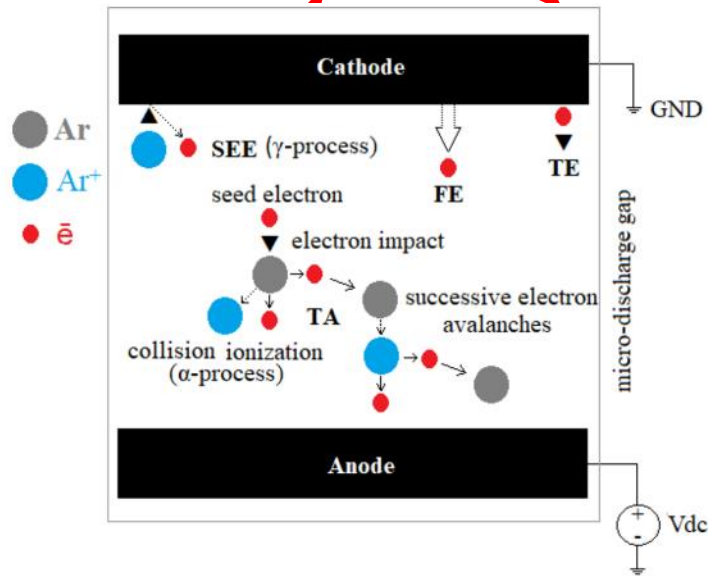 Cathode
GND
Ar
Ar+
ē
SEE (γ-process)
FE
TE
seed electron
electron impact
TA
successive electron
avalanches
collision ionization
(α-process)
micro-discharge gap
Anode
+
-
Vdc